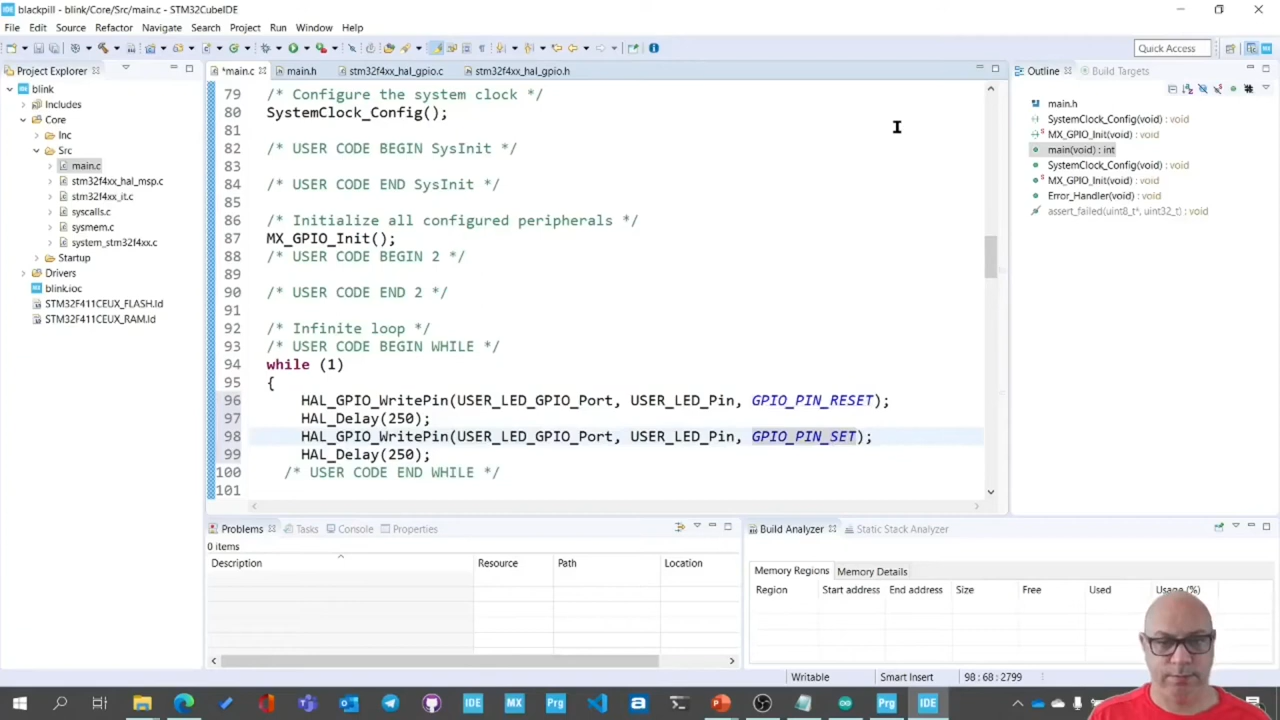 blackpill - blink/Core/Src/main.c - STM32CubeIDE
File Edit Source Refactor Navigate Search Project Run Window Help
Quick Access
Project Explorer
blink
Includes
Core
Inc
Src
main.c
stm32f4xx_hal_msp.c
stm32f4xx_it.c
syscalls.c
sysmem.c
system_stm32f4xx.c
Startup
Drivers
blink.ioc
STM32F411CEUX_FLASH.ld
STM32F411CEUX_RAM.ld
*main.c main.h stm32f4xx_hal_gpio.c stm32f4xx_hal_gpio.h
79 /* Configure the system clock */
80 SystemClock_Config();
81
82 /* USER CODE BEGIN SysInit */
83
84 /* USER CODE END SysInit */
85
86 /* Initialize all configured peripherals */
87 MX_GPIO_Init();
88 /* USER CODE BEGIN 2 */
89
90 /* USER CODE END 2 */
91
92 /* Infinite loop */
93 /* USER CODE BEGIN WHILE */
94 while (1)
95 {
96 HAL_GPIO_WritePin(USER_LED_GPIO_Port, USER_LED_Pin, GPIO_PIN_RESET);
97 HAL_Delay(250);
98 HAL_GPIO_WritePin(USER_LED_GPIO_Port, USER_LED_Pin, GPIO_PIN_SET);
99 HAL_Delay(250);
100 /* USER CODE END WHILE */
101
Outline Build Targets
main.h
SystemClock_Config(void) : void
MX_GPIO_Init(void) : void
main(void) : int
SystemClock_Config(void) : void
MX_GPIO_Init(void) : void
Error_Handler(void) : void
assert_failed(uint8_t*, uint32_t) : void
Problems Tasks Console Properties
0 items
Description Resource Path Location
Build Analyzer Static Stack Analyzer
Memory Regions Memory Details
Region Start address End address Size Free Used Usage (%)
Writable Smart Insert 98 : 68 : 2799
IDE MX Prg Prg IDE